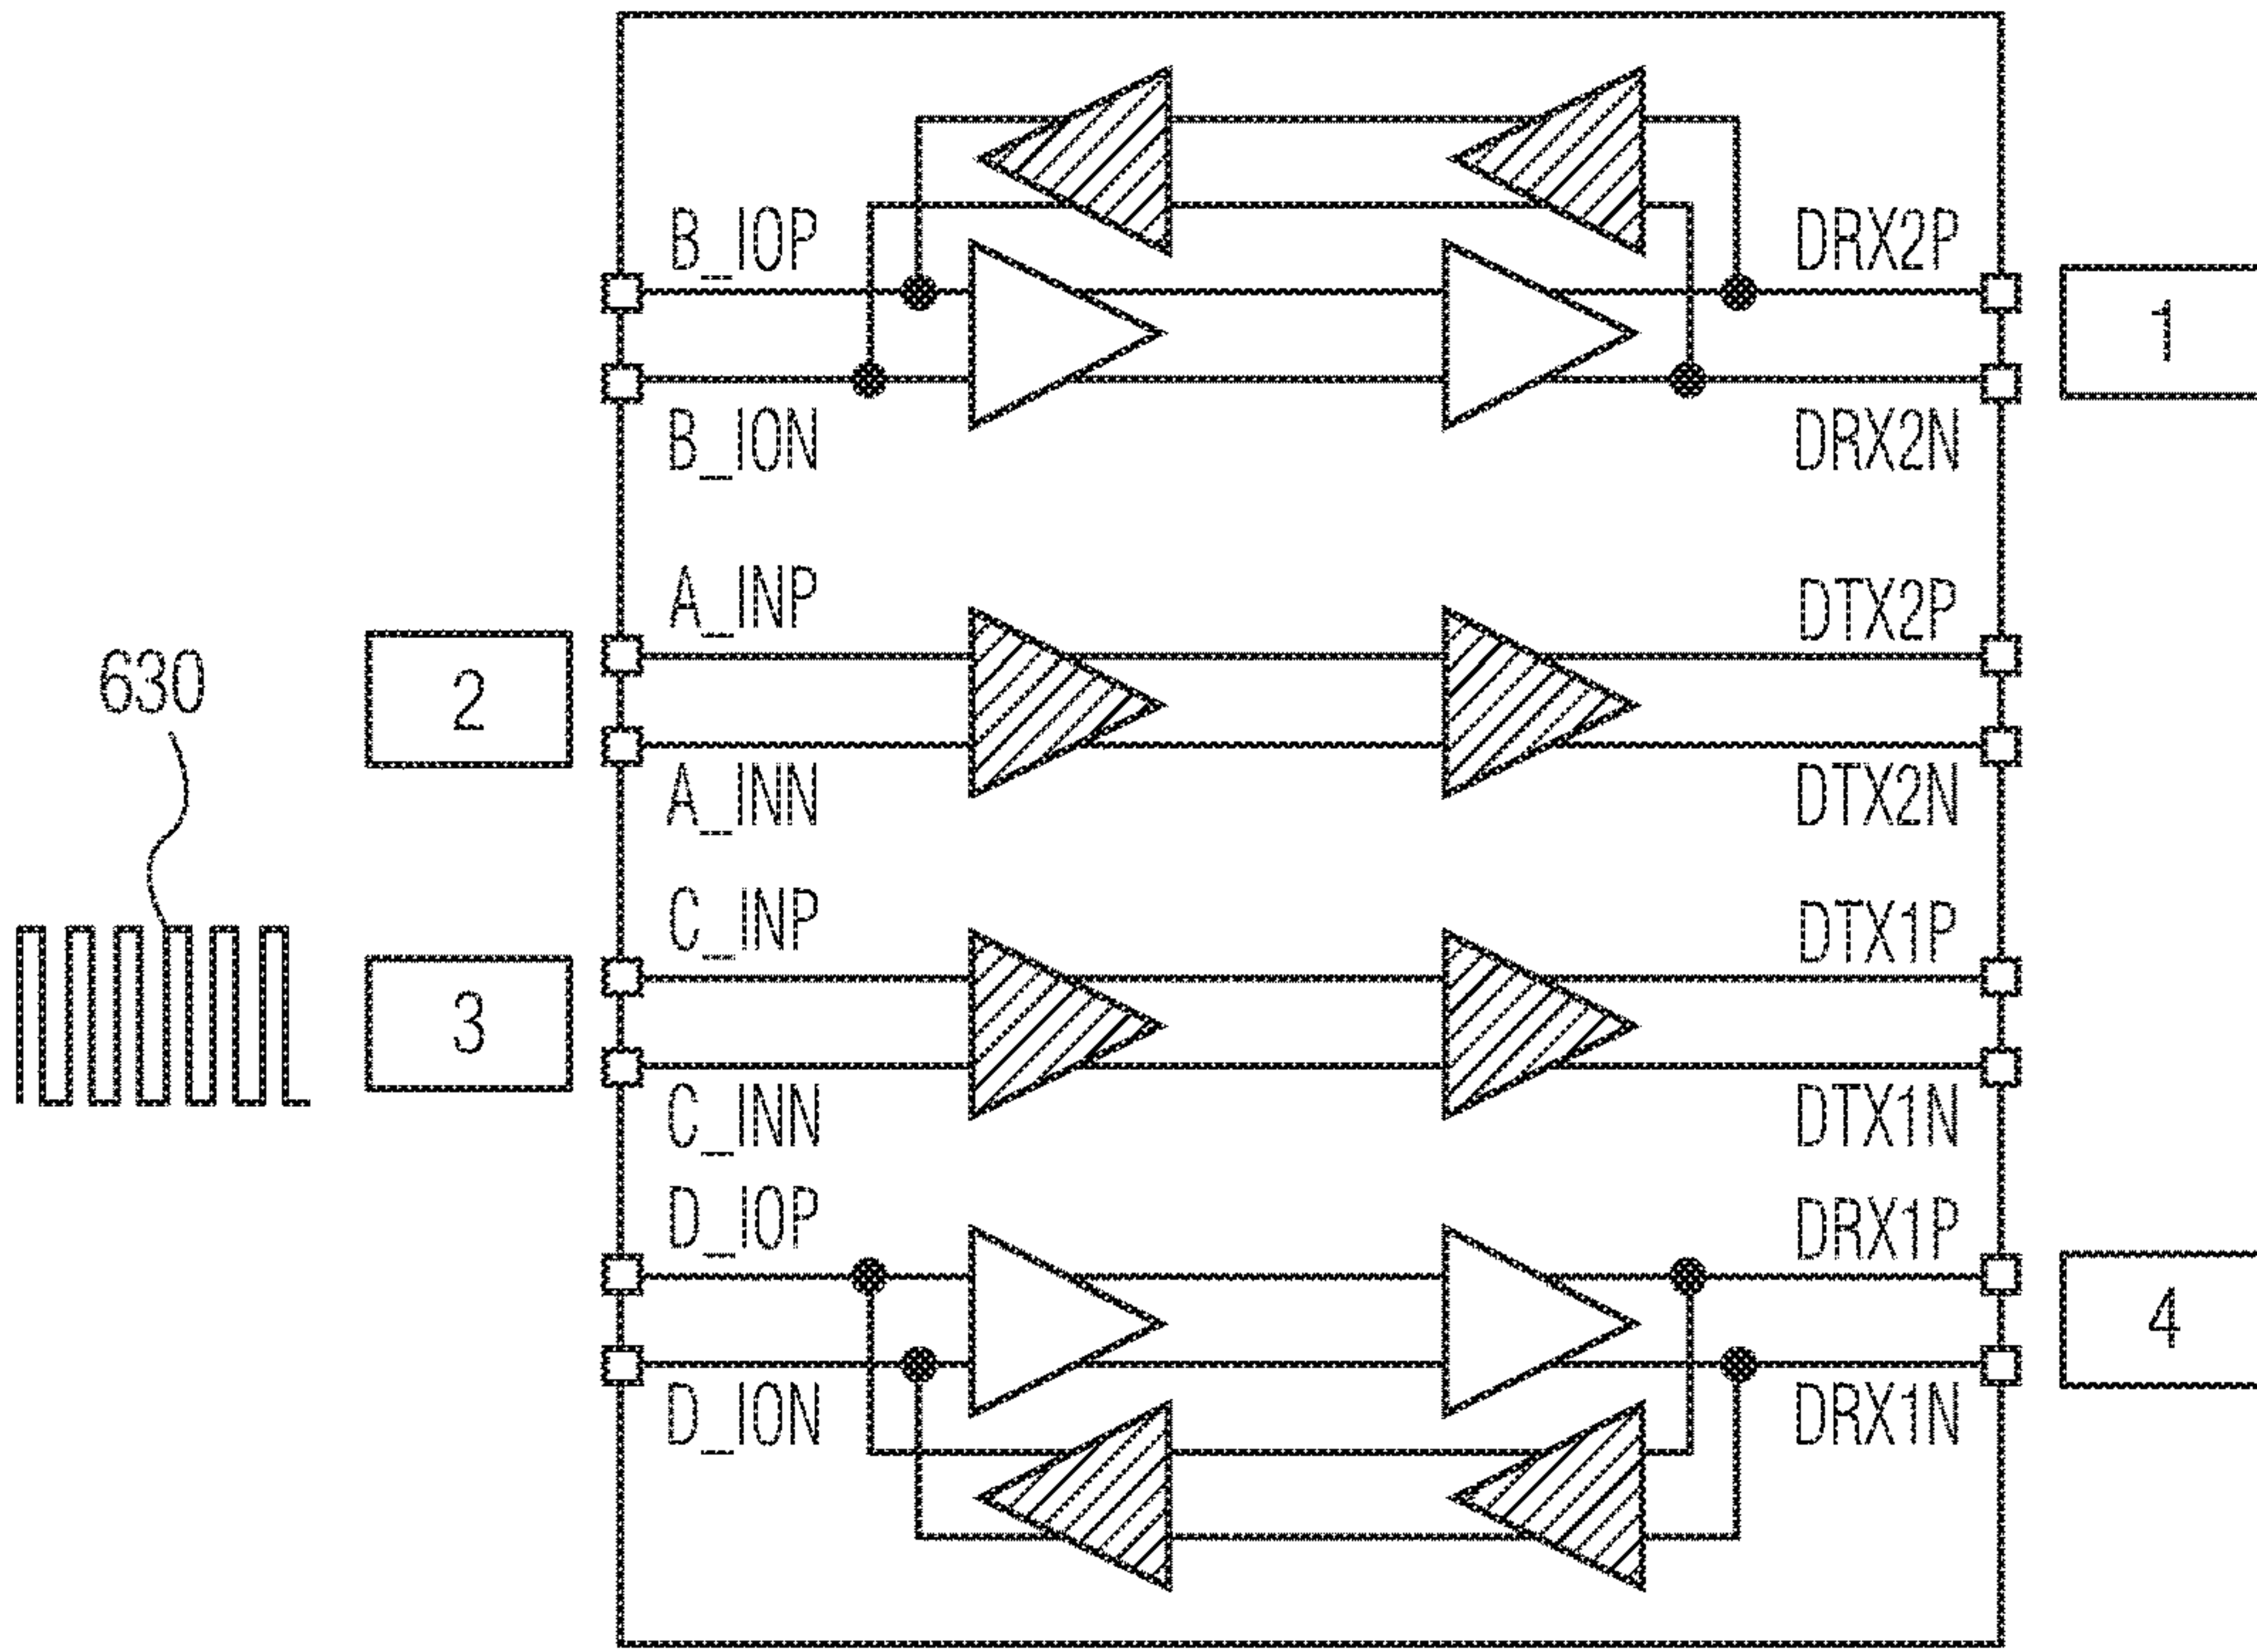 B_IOP DRX2P
1
B_ION DRX2N
A_INP DTX2P
630 2
A_INN DTX2N
C_INP DTX1P
3
C_INN DTX1N
D_IOP DRX1P
4
D_ION DRX1N